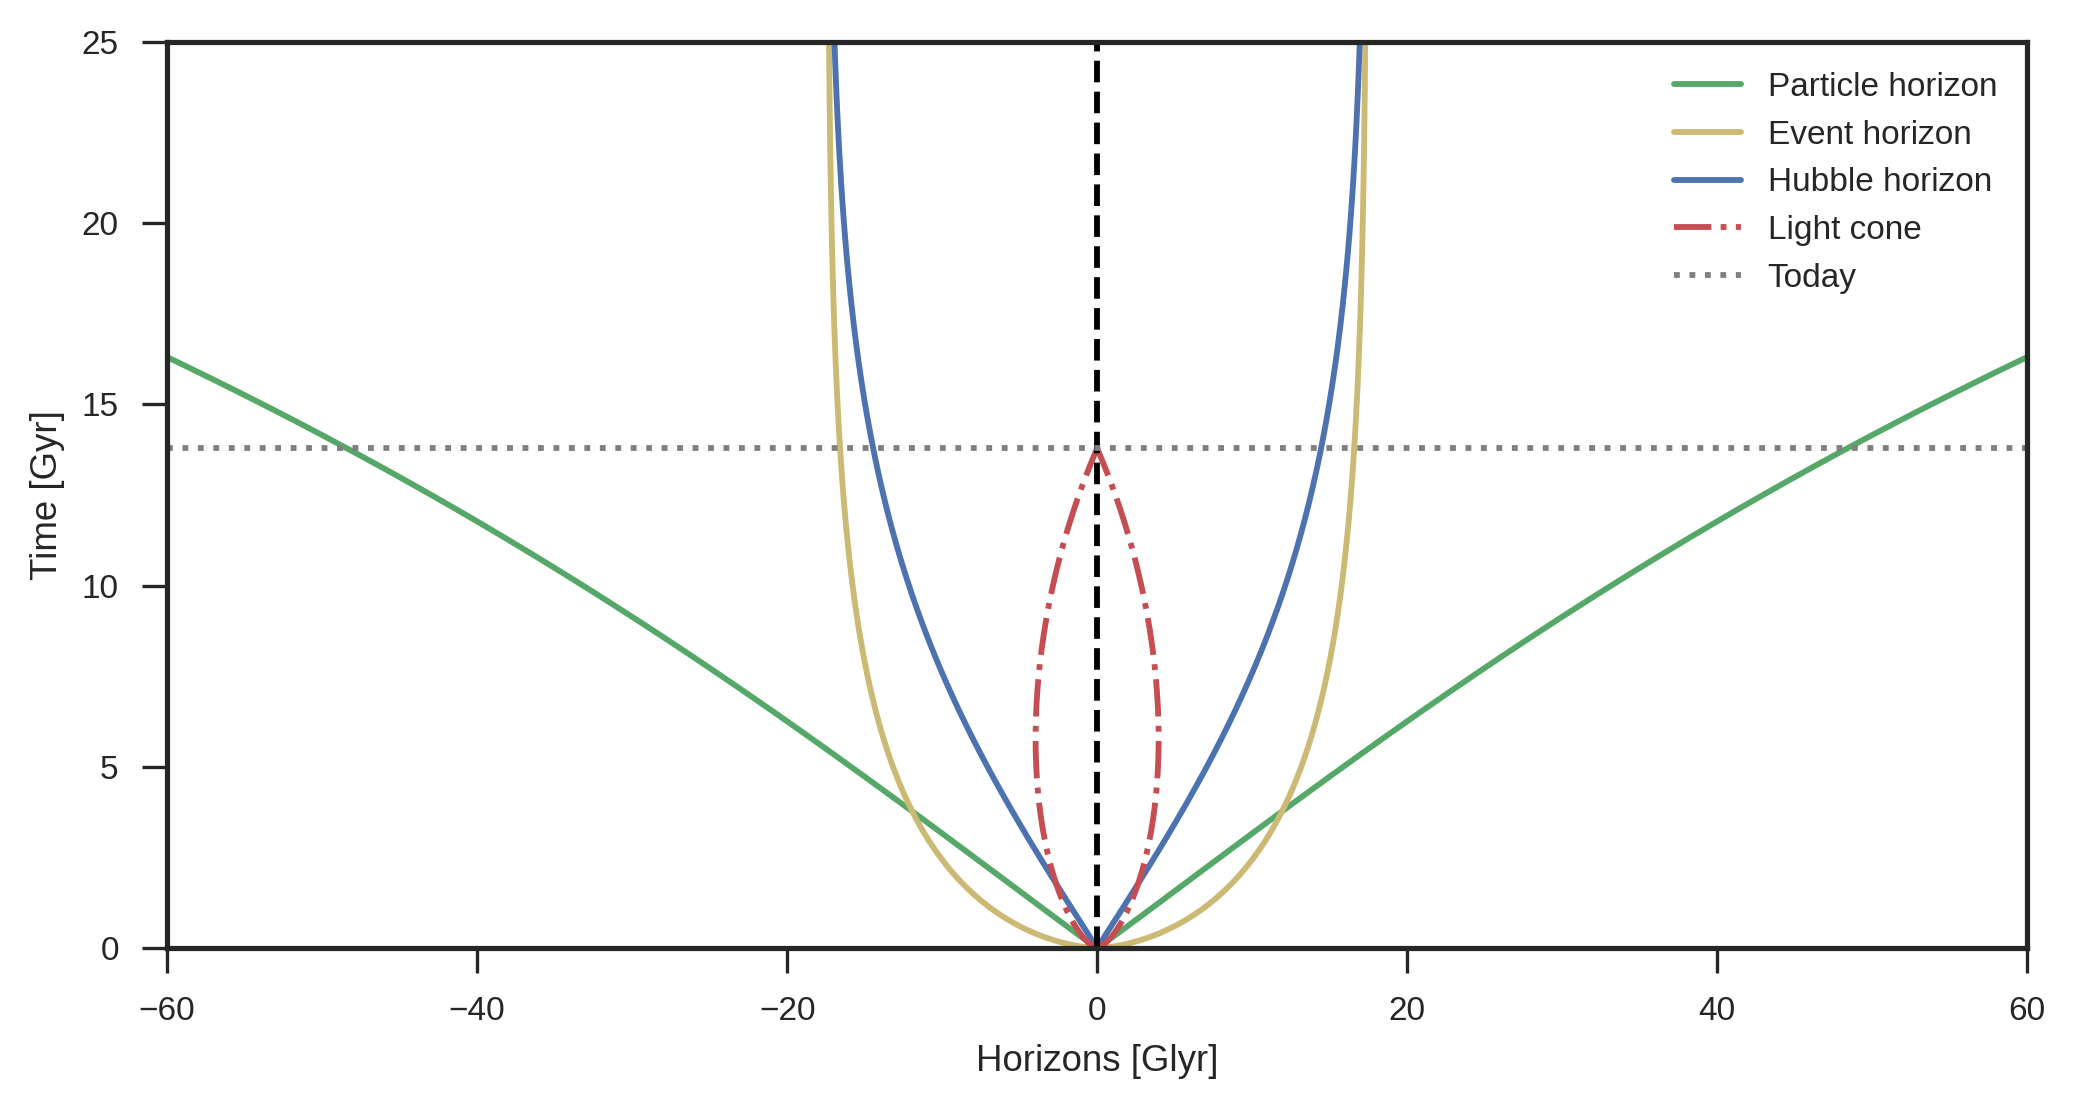 25
20
15
10
5
0
Time [Gyr]
Particle horizon
Event horizon
Hubble horizon
Light cone
Today
−60
−40
−20
0
20
40
60
Horizons [Glyr]